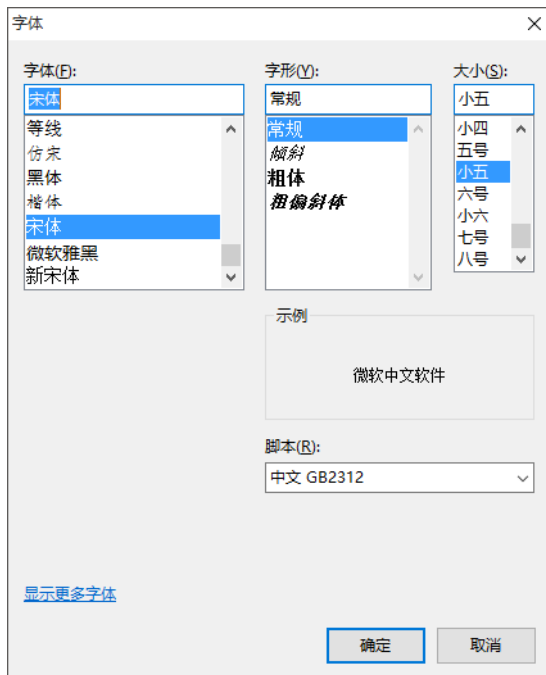 字体
字体(F):
宋体
等线
仿宋
黑体
楷体
宋体
微软雅黑
新宋体
字形(Y):
常规
常规
倾斜
粗体
粗偏斜体
大小(S):
小五
小四
五号
小五
六号
小六
七号
八号
示例
微软中文软件
脚本(R):
中文 GB2312
显示更多字体
确定
取消